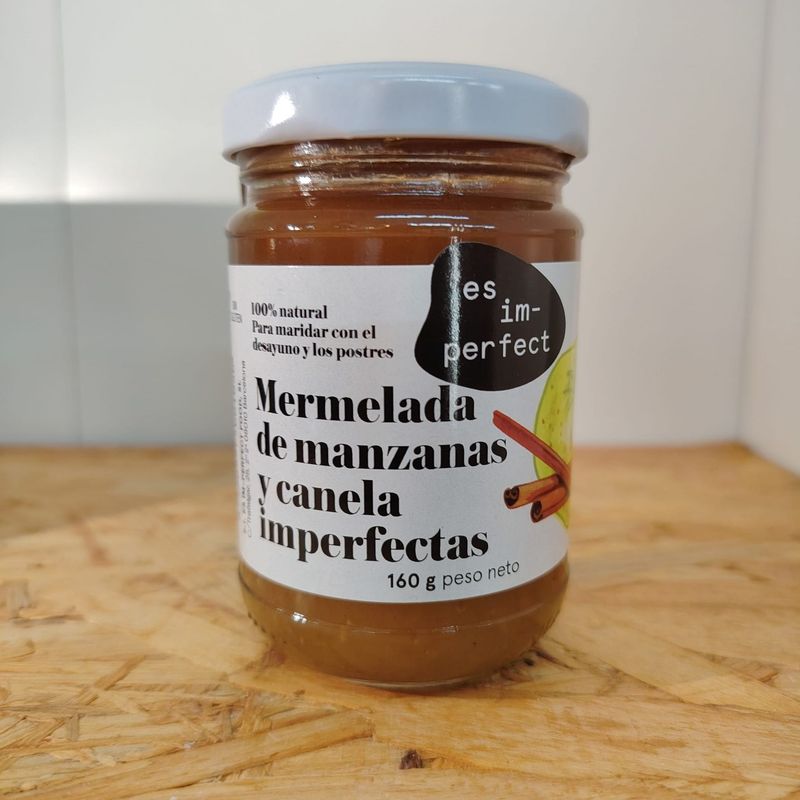 es
im-
perfect
100% natural
Para maridar con el
desayuno y los postres
Mermelada
de manzanas
y canela
imperfectas
160 g peso neto